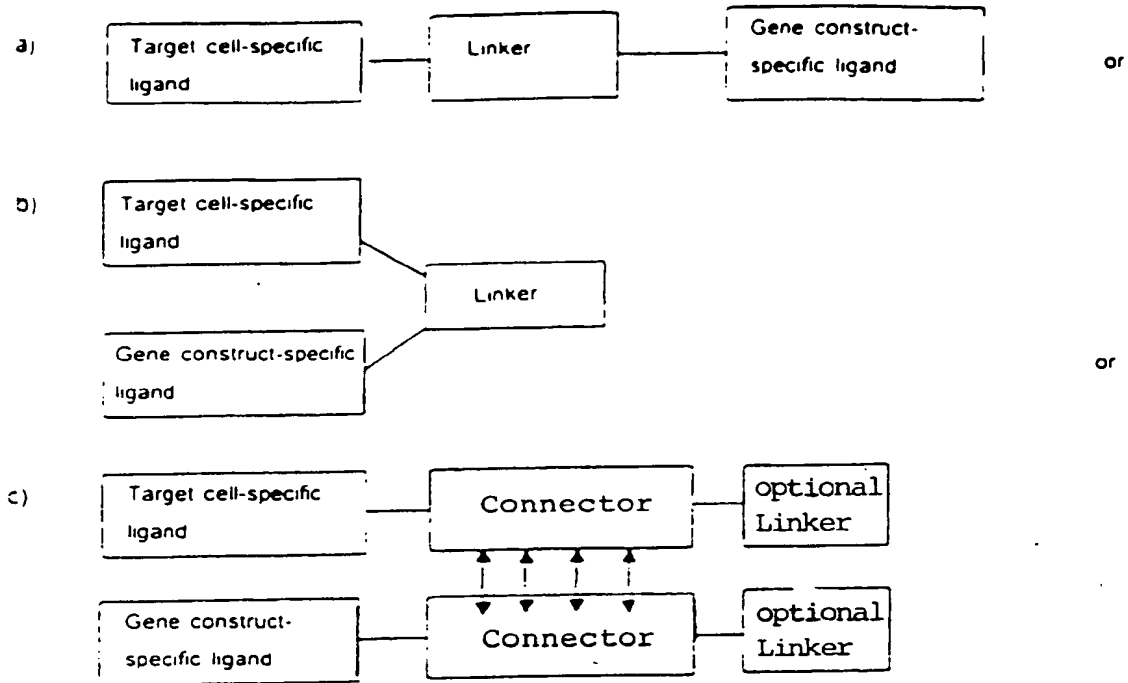 a)
Target cell-specific
ligand
Linker
Gene construct-
specific ligand
or
b)
Target cell-specific
ligand
Linker
Gene construct-specific
ligand
or
c)
Target cell-specific
ligand
Connector
optional
Linker
Gene construct-
specific ligand
Connector
optional
Linker